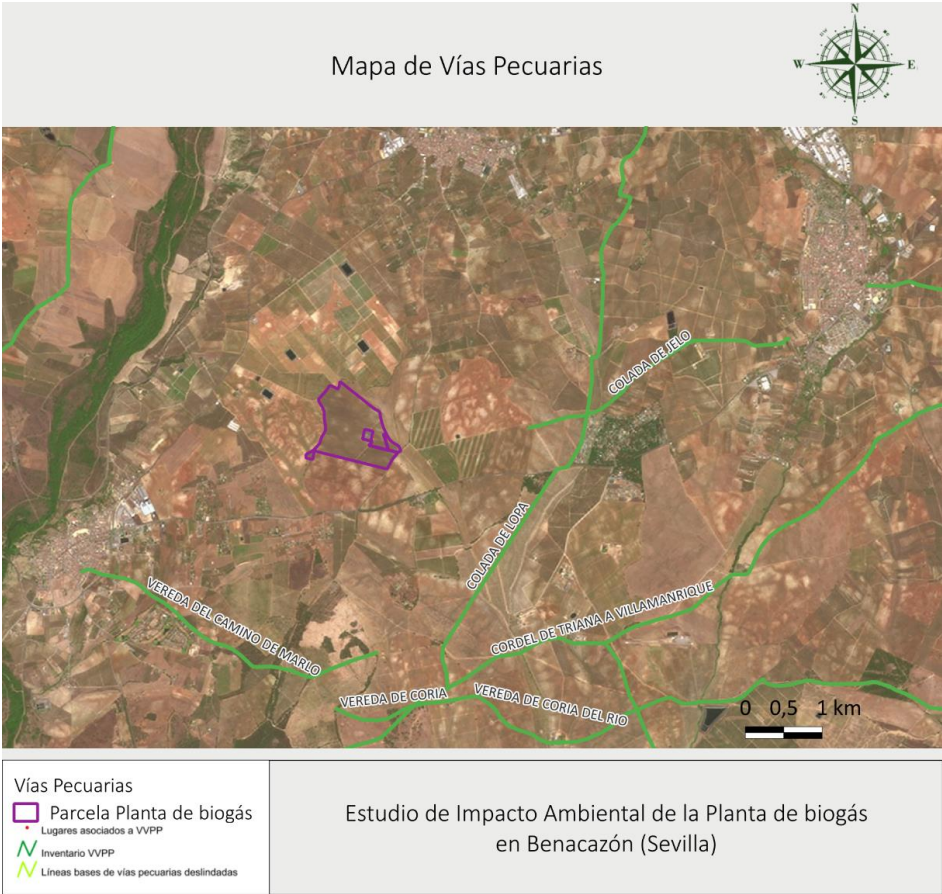 Mapa de Vías Pecuarias
N
W
E
S
COLADA DE JELO
COLADA DE LOPA
VEREDA DEL CAMINO DE MARLO
CORDEL DE TRIANA A VILLAMANRIQUE
VEREDA DE CORIA
VEREDA DE CORIA DEL RIO
0 0,5 1 km
Vías Pecuarias
Parcela Planta de biogás
Lugares asociados a VVPP
Inventario VVPP
Líneas bases de vías pecuarias deslindadas
Estudio de Impacto Ambiental de la Planta de biogás
en Benacazón (Sevilla)